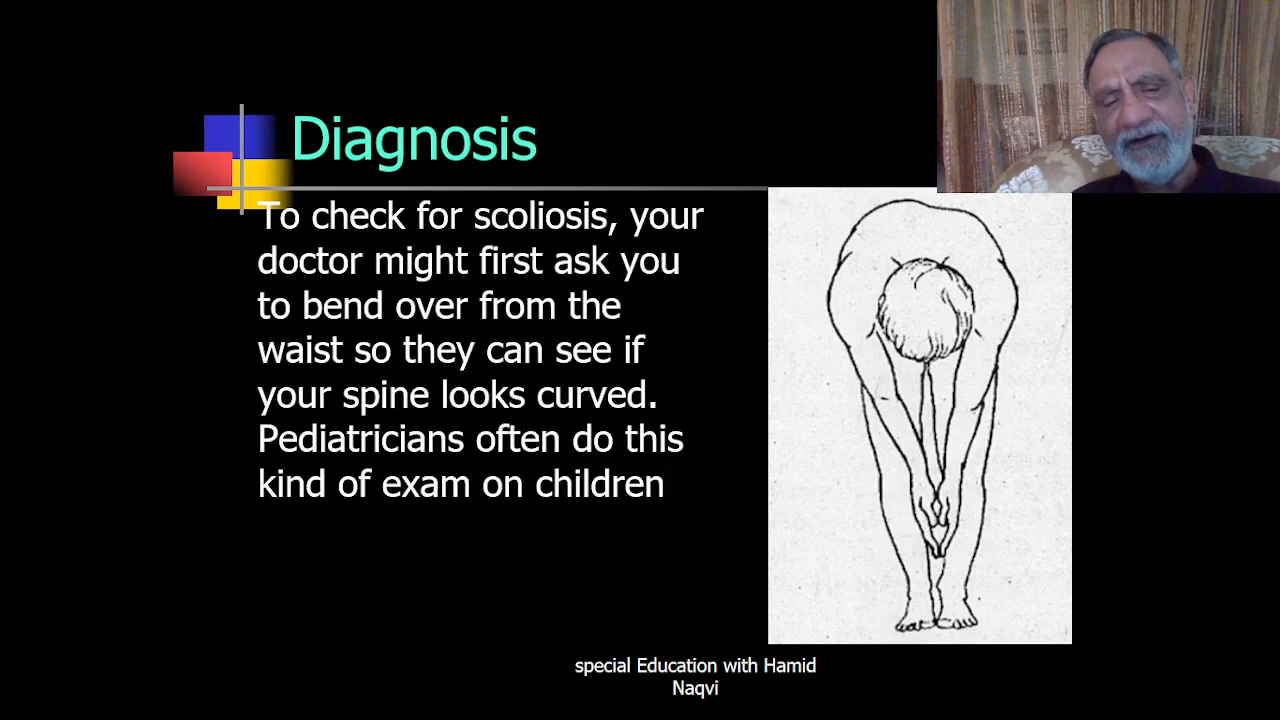 Diagnosis
To check for scoliosis, your
doctor might first ask you
to bend over from the
waist so they can see if
your spine looks curved.
Pediatricians often do this
kind of exam on children
special Education with Hamid
Naqvi